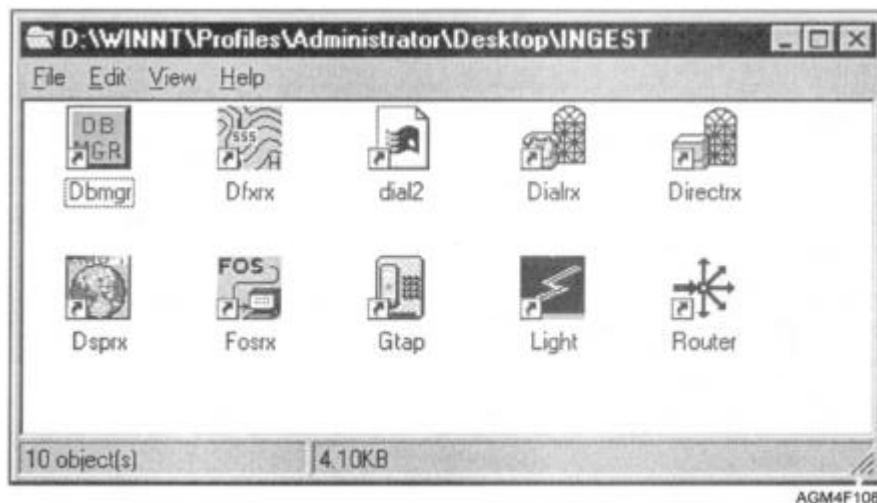 D:\WINNT\Profiles\Administrator\Desktop\INGEST
File Edit View Help
DB
MGR
SSS
FOS
Dbmgr Dfxrx dial2 Dialrx Directrx
Dsprx Fosrx Gtap Light Router
10 object(s) 4.10KB
AGM4F108